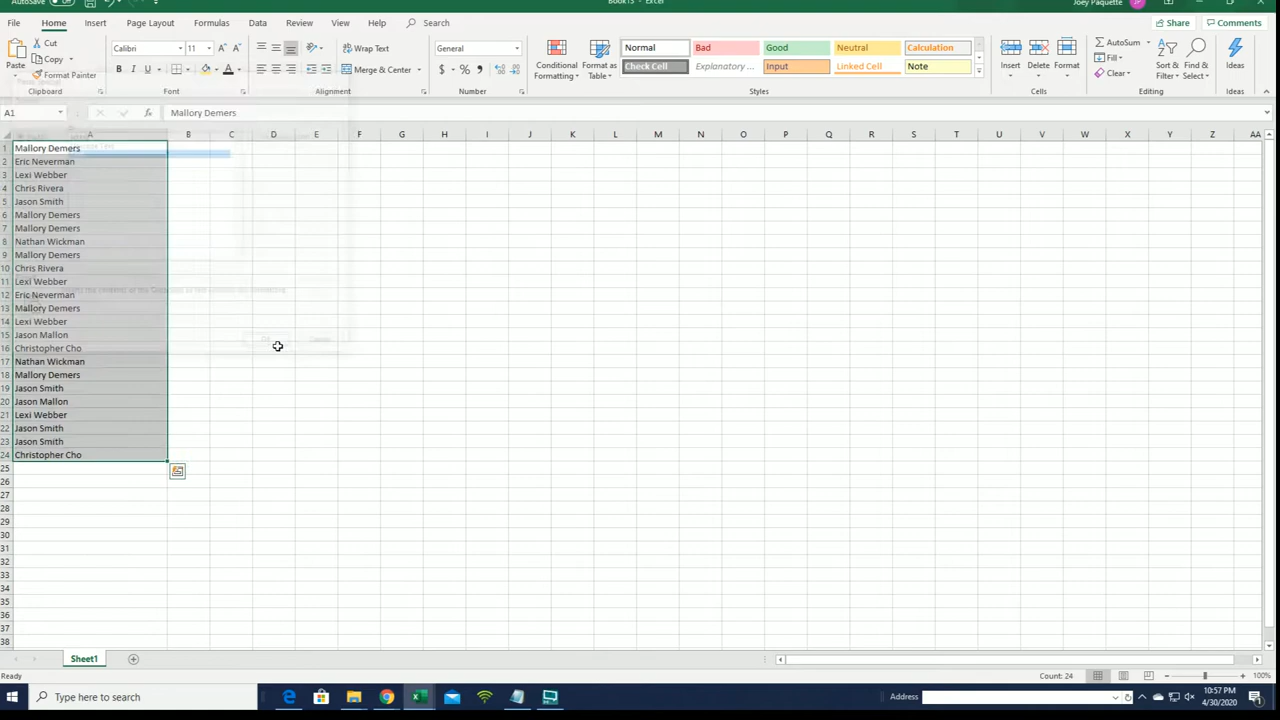 AutoSave Off Book15 - Excel Joey Paquette JP
File Home Insert Page Layout Formulas Data Review View Help Search Share Comments
Paste Cut Copy Format Painter Clipboard
Calibri 11 B I U A Font
Wrap Text Merge & Center Alignment
General $ % , Number
Conditional Formatting Format as Table
Normal Bad Good Neutral Calculation
Check Cell Explanatory ... Input Linked Cell Note
Styles
Insert Delete Format Cells
AutoSum Fill Clear Sort & Filter Find & Select Editing
Ideas Ideas
A1 fx Mallory Demers
A B C D E F G H I J K L M N O P Q R S T U V W X Y Z AA
1 Mallory Demers
2 Eric Neverman
3 Lexi Webber
4 Chris Rivera
5 Jason Smith
6 Mallory Demers
7 Mallory Demers
8 Nathan Wickman
9 Mallory Demers
10 Chris Rivera
11 Lexi Webber
12 Eric Neverman
13 Mallory Demers
14 Lexi Webber
15 Jason Mallon
16 Christopher Cho
17 Nathan Wickman
18 Mallory Demers
19 Jason Smith
20 Jason Mallon
21 Lexi Webber
22 Jason Smith
23 Jason Smith
24 Christopher Cho
25
26
27
28
29
30
31
32
33
34
35
36
37
38
Sheet1
Ready Count: 24 100%
Type here to search Address 10:57 PM
4/30/2020